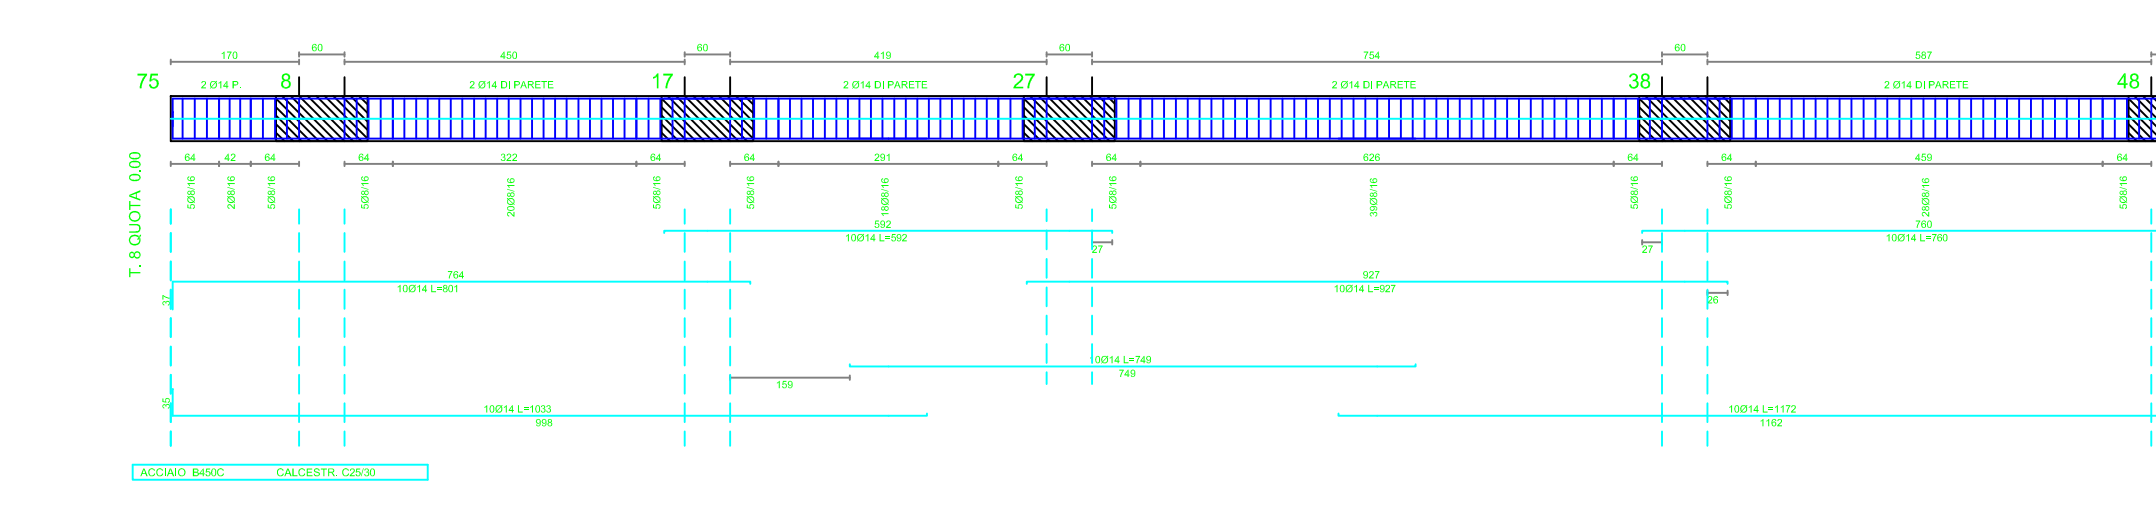 60 60 60 60
170 450 419 754 587
75 8 17 27 38 48
2 Ø14 P. 2 Ø14 DI PARETE 2 Ø14 DI PARETE 2 Ø14 DI PARETE 2 Ø14 DI PARETE
T. 8 QUOTA 0.00
64 42 64 64 322 64 64 291 64 64 626 64 64 459 64
5Ø8/16 2Ø8/16 5Ø8/16 5Ø8/16 20Ø8/16 5Ø8/16 5Ø8/16 18Ø8/16 5Ø8/16 5Ø8/16 39Ø8/16 5Ø8/16 5Ø8/16 28Ø8/16 5Ø8/16
592 760
10Ø14 L=592 10Ø14 L=760
27 27
764 927
10Ø14 L=801 10Ø14 L=927
37 26
10Ø14 L=749
749
159
35
10Ø14 L=1033 10Ø14 L=1172
998 1162
ACCIAIO B450C CALCESTR. C25/30